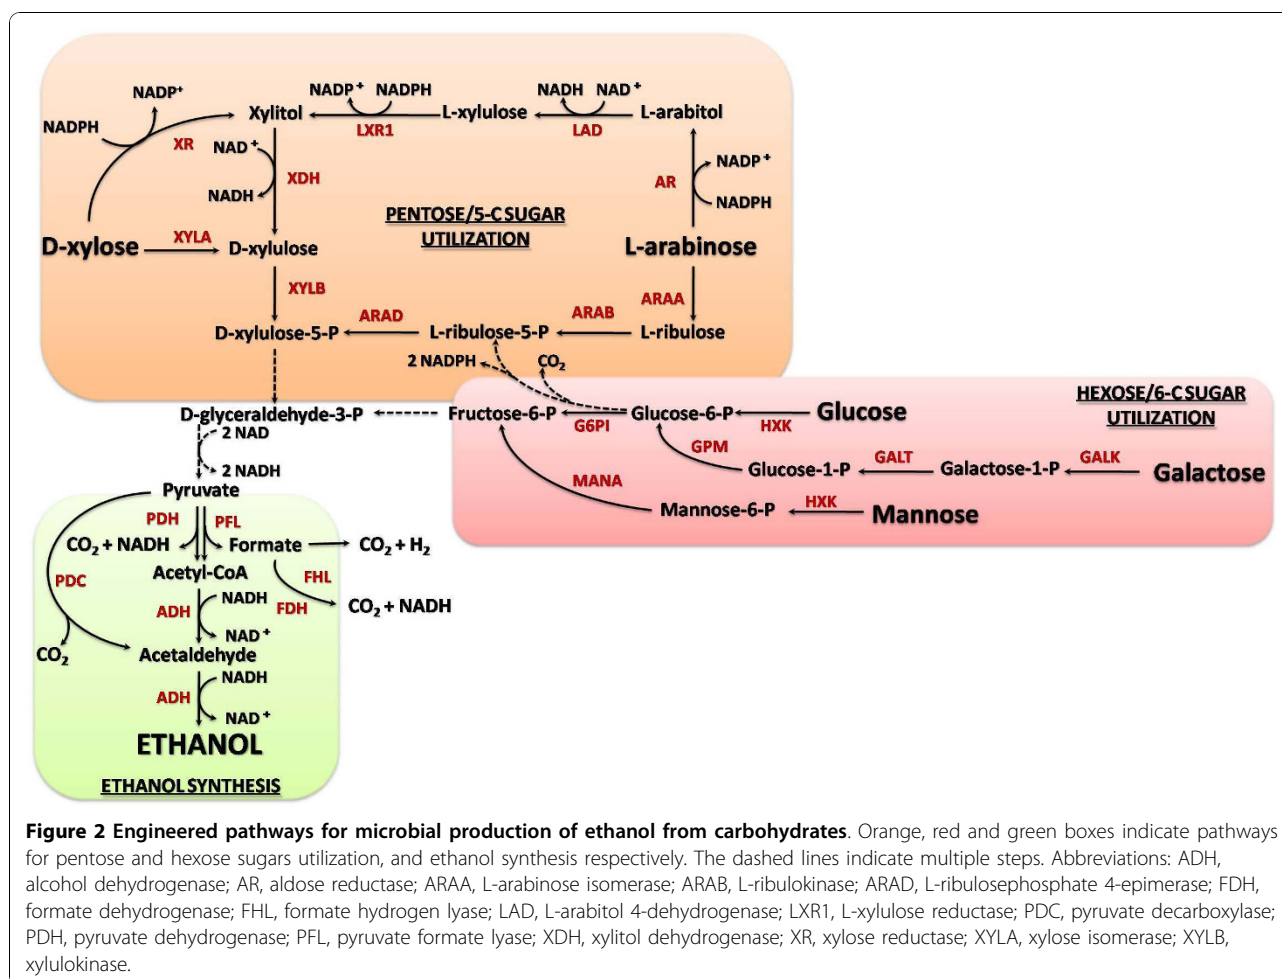 NADP+
NADPH
NADP+ NADPH
NADH NAD+
Xylitol
L-xylulose
L-arabitol
LXR1
LAD
XR
NAD+
XDH
NADH
AR
NADP+
NADPH
PENTOSE/5-C SUGAR
UTILIZATION
D-xylose
XYLA
D-xylulose
L-arabinose
XYLB
ARAA
D-xylulose-5-P
ARAD
L-ribulose-5-P
ARAB
L-ribulose
2 NADPH
CO2
HEXOSE/6-C SUGAR
UTILIZATION
D-glyceraldehyde-3-P
Fructose-6-P
G6PI
Glucose-6-P
HXK
Glucose
2 NAD
2 NADH
GPM
Glucose-1-P
GALT
Galactose-1-P
GALK
Galactose
MANA
Mannose-6-P
HXK
Mannose
Pyruvate
PDH
PFL
CO2 + NADH
Formate
CO2 + H2
Acetyl-CoA
FHL
FDH
CO2 + NADH
PDC
ADH
NADH
NAD+
CO2
Acetaldehyde
ADH
NADH
NAD+
ETHANOL
ETHANOL SYNTHESIS
Figure 2 Engineered pathways for microbial production of ethanol from carbohydrates. Orange, red and green boxes indicate pathways
for pentose and hexose sugars utilization, and ethanol synthesis respectively. The dashed lines indicate multiple steps. Abbreviations: ADH,
alcohol dehydrogenase; AR, aldose reductase; ARAA, L-arabinose isomerase; ARAB, L-ribulokinase; ARAD, L-ribulosephosphate 4-epimerase; FDH,
formate dehydrogenase; FHL, formate hydrogen lyase; LAD, L-arabitol 4-dehydrogenase; LXR1, L-xylulose reductase; PDC, pyruvate decarboxylase;
PDH, pyruvate dehydrogenase; PFL, pyruvate formate lyase; XDH, xylitol dehydrogenase; XR, xylose reductase; XYLA, xylose isomerase; XYLB,
xylulokinase.